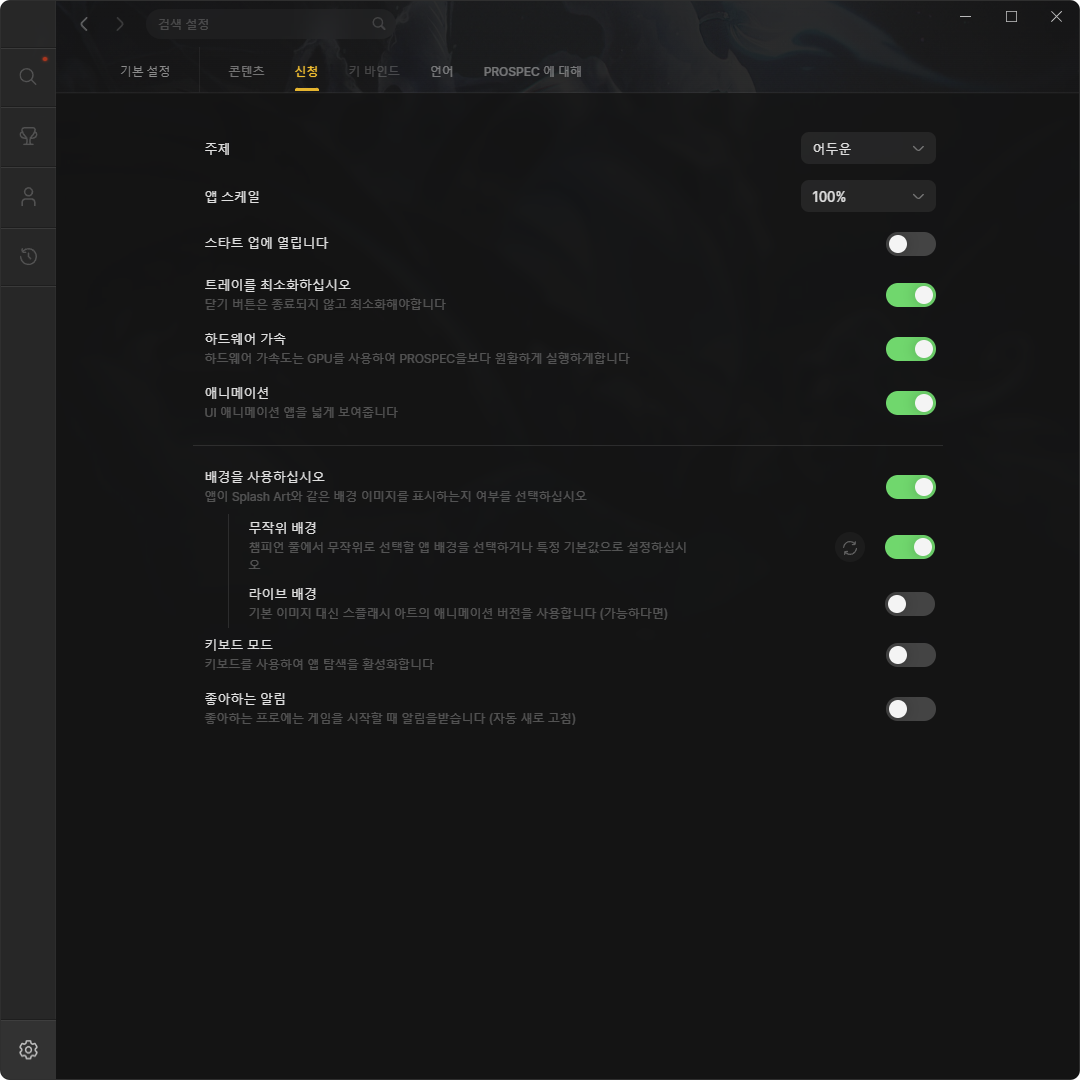 검색 설정
기본 설정
콘텐츠
신청
키 바인드
언어
PROSPEC 에 대해
주제
어두운
앱 스케일
100%
스타트 업에 열립니다
트레이를 최소화하십시오
닫기 버튼은 종료되지 않고 최소화해야합니다
하드웨어 가속
하드웨어 가속도는 GPU를 사용하여 PROSPEC을보다 원활하게 실행하게합니다
애니메이션
UI 애니메이션 앱을 넓게 보여줍니다
배경을 사용하십시오
앱이 Splash Art와 같은 배경 이미지를 표시하는지 여부를 선택하십시오
무작위 배경
챔피언 풀에서 무작위로 선택할 앱 배경을 선택하거나 특정 기본값으로 설정하십시
오
라이브 배경
기본 이미지 대신 스플래시 아트의 애니메이션 버전을 사용합니다 (가능하다면)
키보드 모드
키보드를 사용하여 앱 탐색을 활성화합니다
좋아하는 알림
좋아하는 프로에는 게임을 시작할 때 알림을받습니다 (자동 새로 고침)